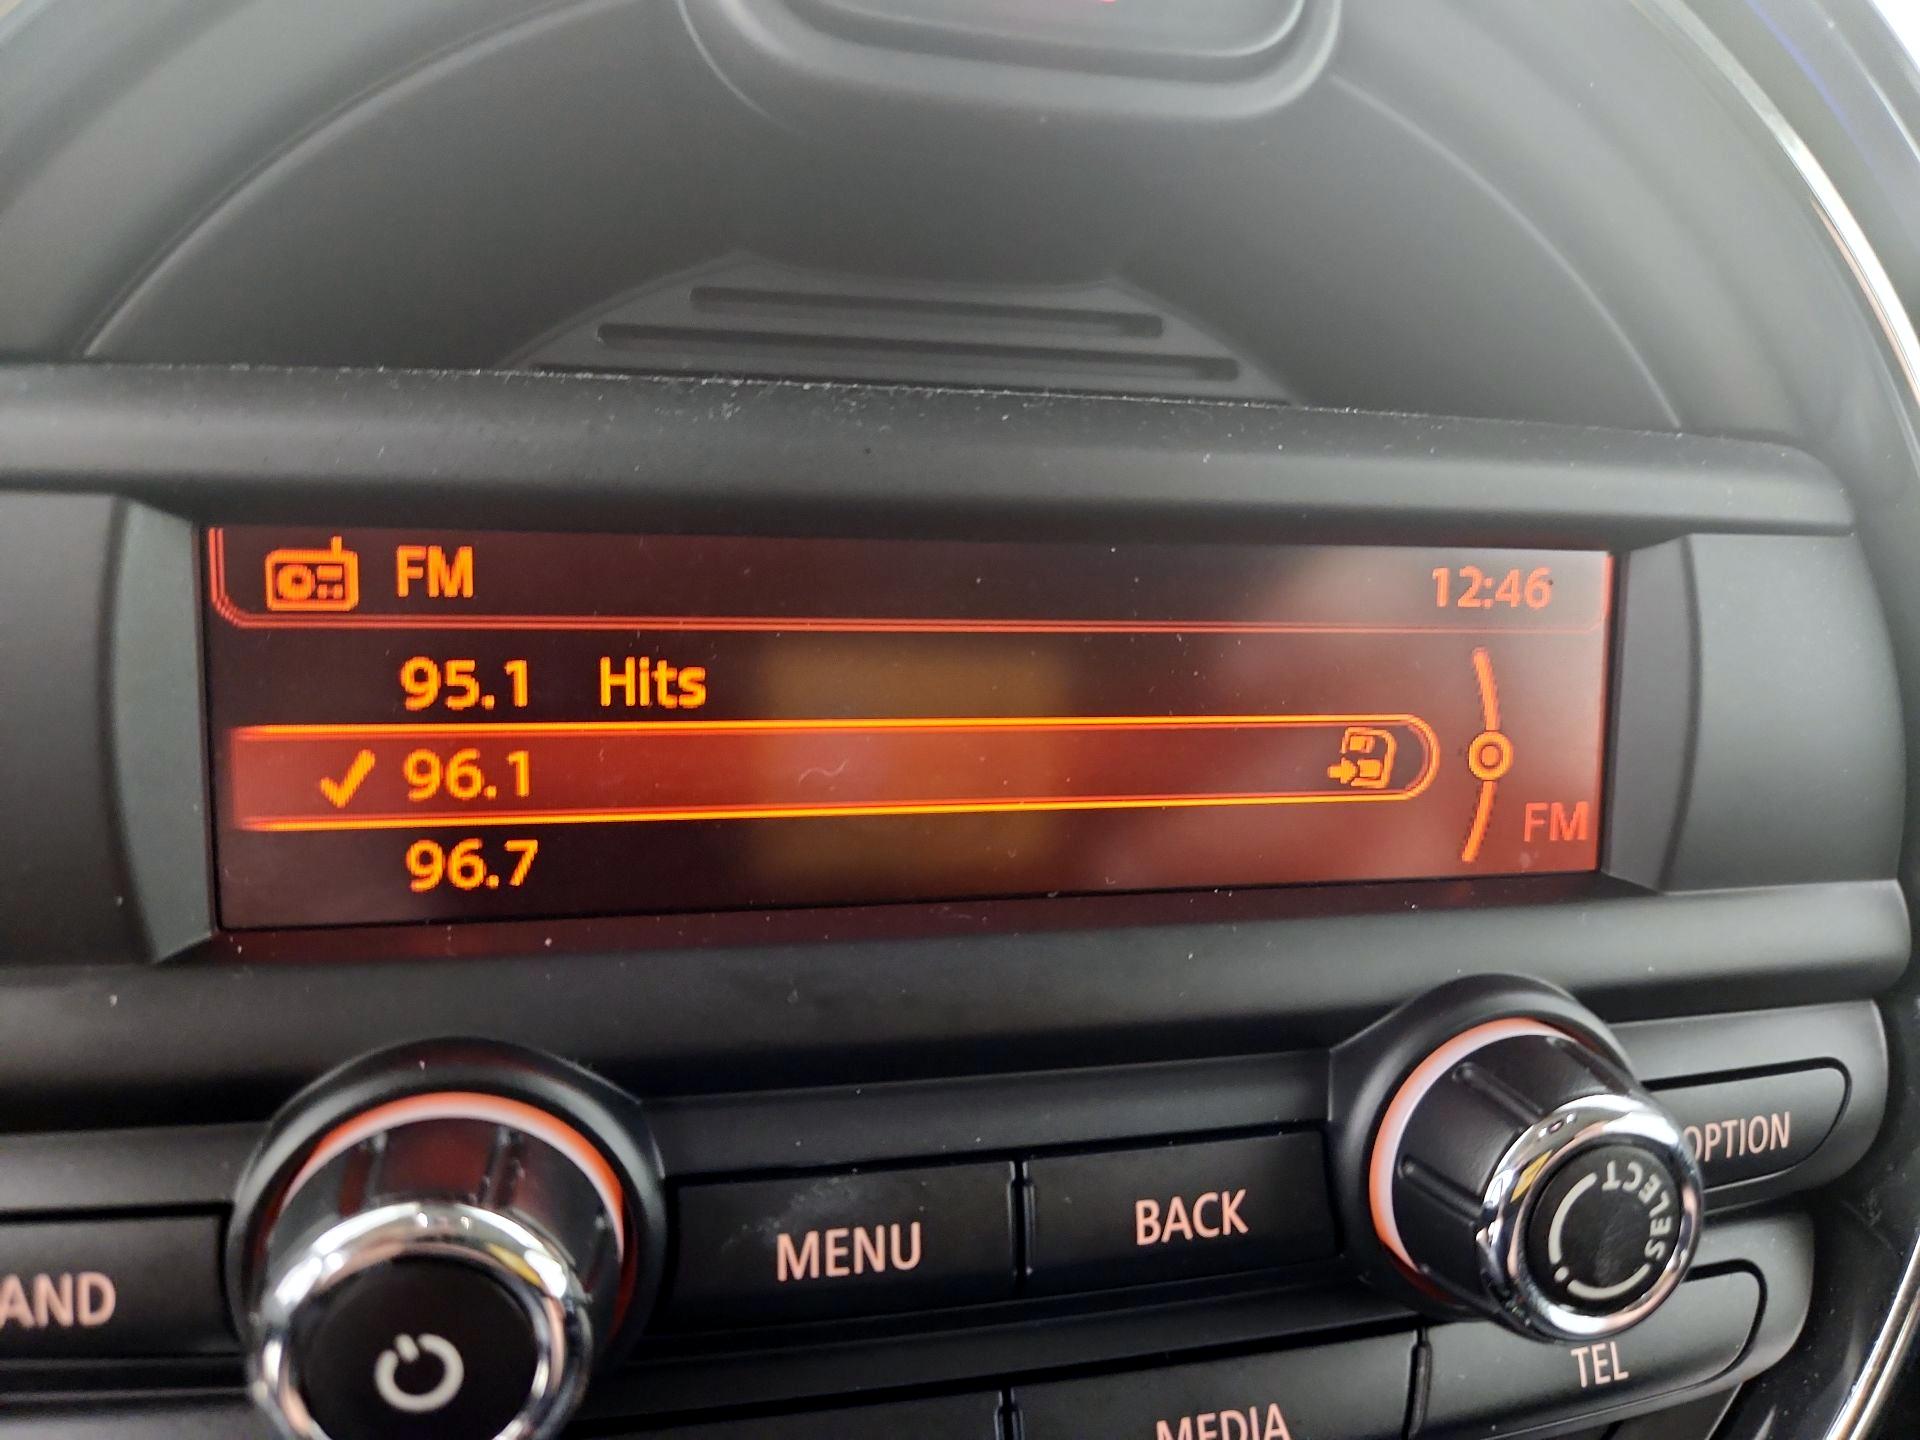 FM 12:46
95.1 Hits
✓ 96.1
96.7
FM
OPTION
SELECT
MENU BACK
AND
TEL
MEDIA